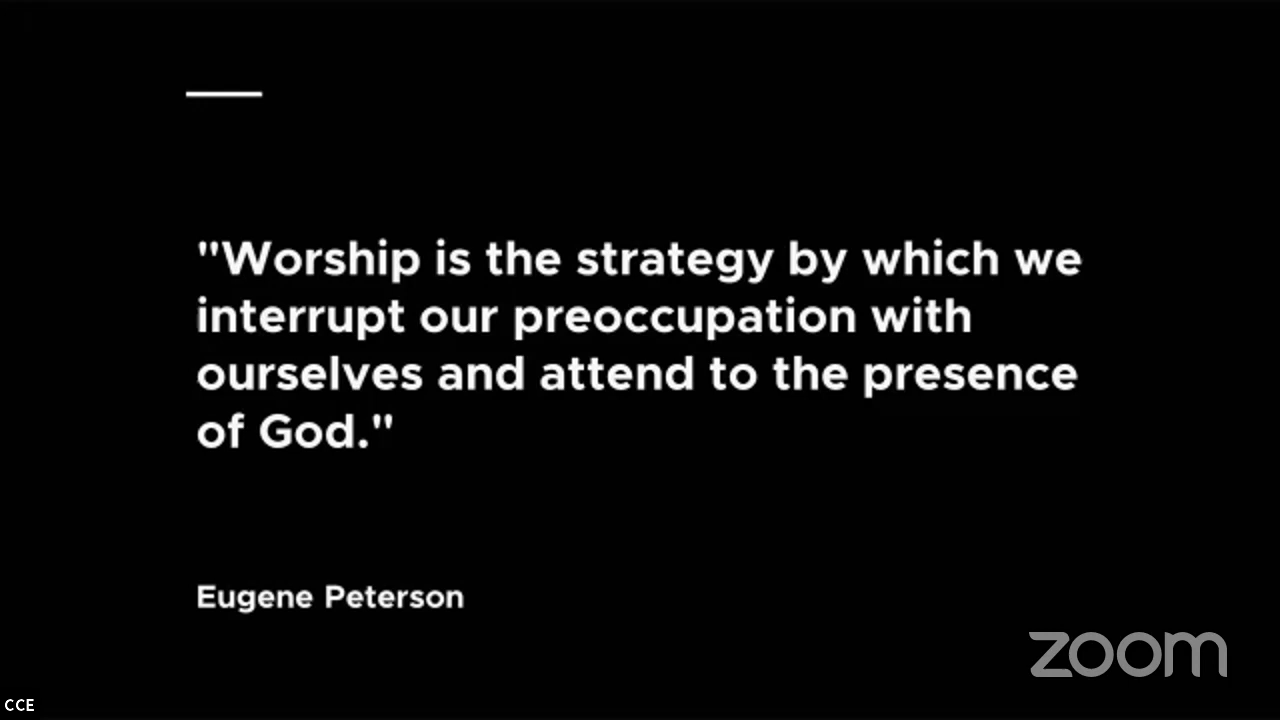 "Worship is the strategy by which we
interrupt our preoccupation with
ourselves and attend to the presence
of God."
Eugene Peterson
zoom
CCE